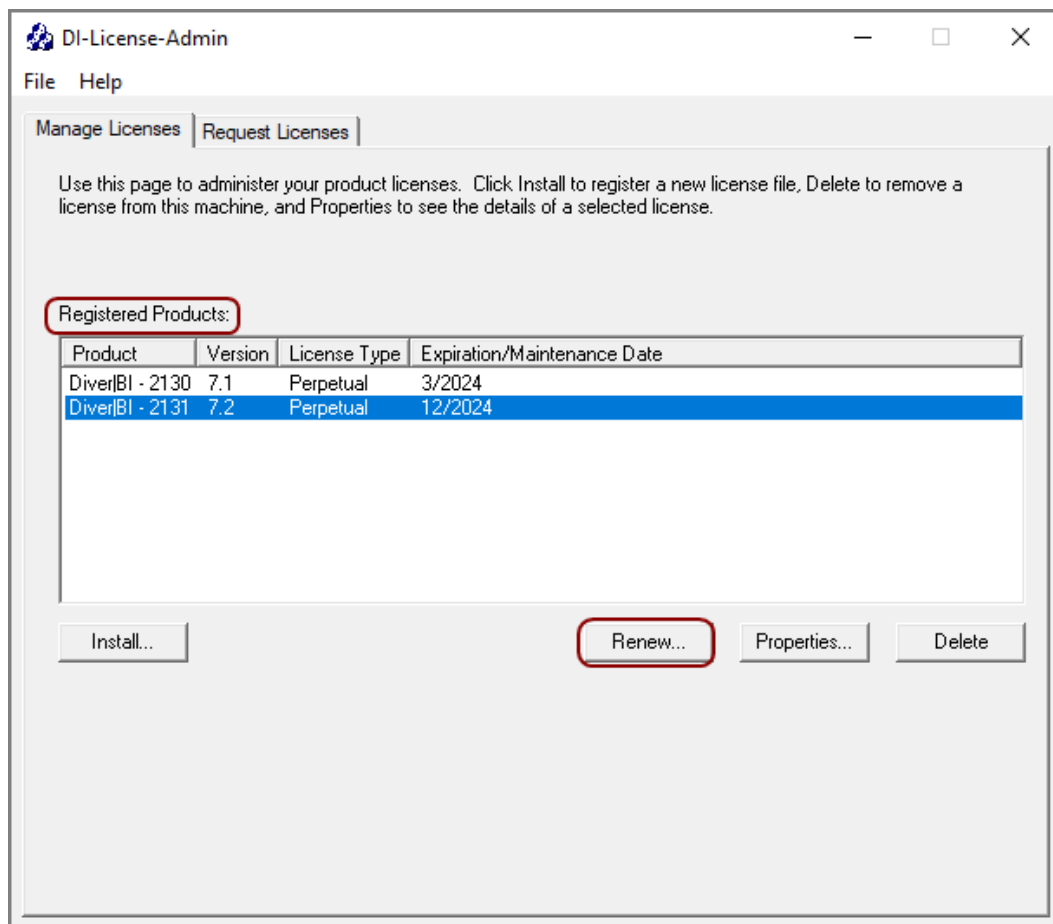 DI-License-Admin
File Help
Manage Licenses Request Licenses
Use this page to administer your product licenses. Click Install to register a new license file, Delete to remove a
license from this machine, and Properties to see the details of a selected license.
Registered Products:
Product Version License Type Expiration/Maintenance Date
Diver|BI - 2130 7.1 Perpetual 3/2024
Diver|BI - 2131 7.2 Perpetual 12/2024
Install... Renew... Properties... Delete